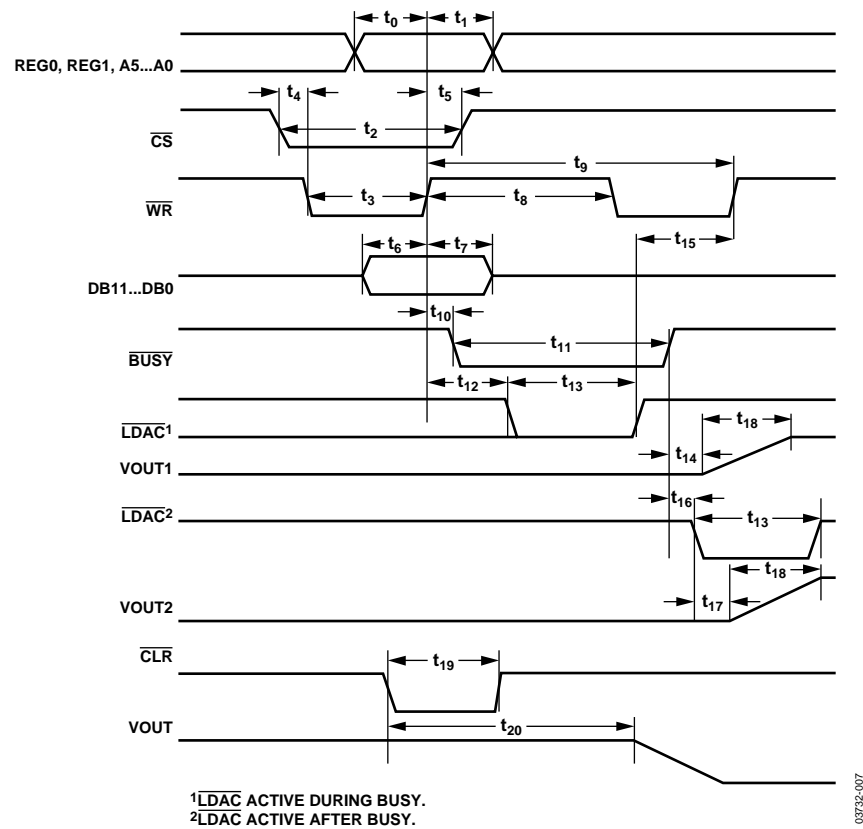 t0 t1
REG0, REG1, A5...A0
t4 t5
t2
CS
t9
t3 t8
WR
t15
t6 t7
DB11...DB0
t10
t11
BUSY
t12 t13
t18
LDAC1
t14
VOUT1
t16
LDAC2
t13
t18
t17
VOUT2
CLR
t19
t20
VOUT
1LDAC ACTIVE DURING BUSY.
2LDAC ACTIVE AFTER BUSY.
03732-007